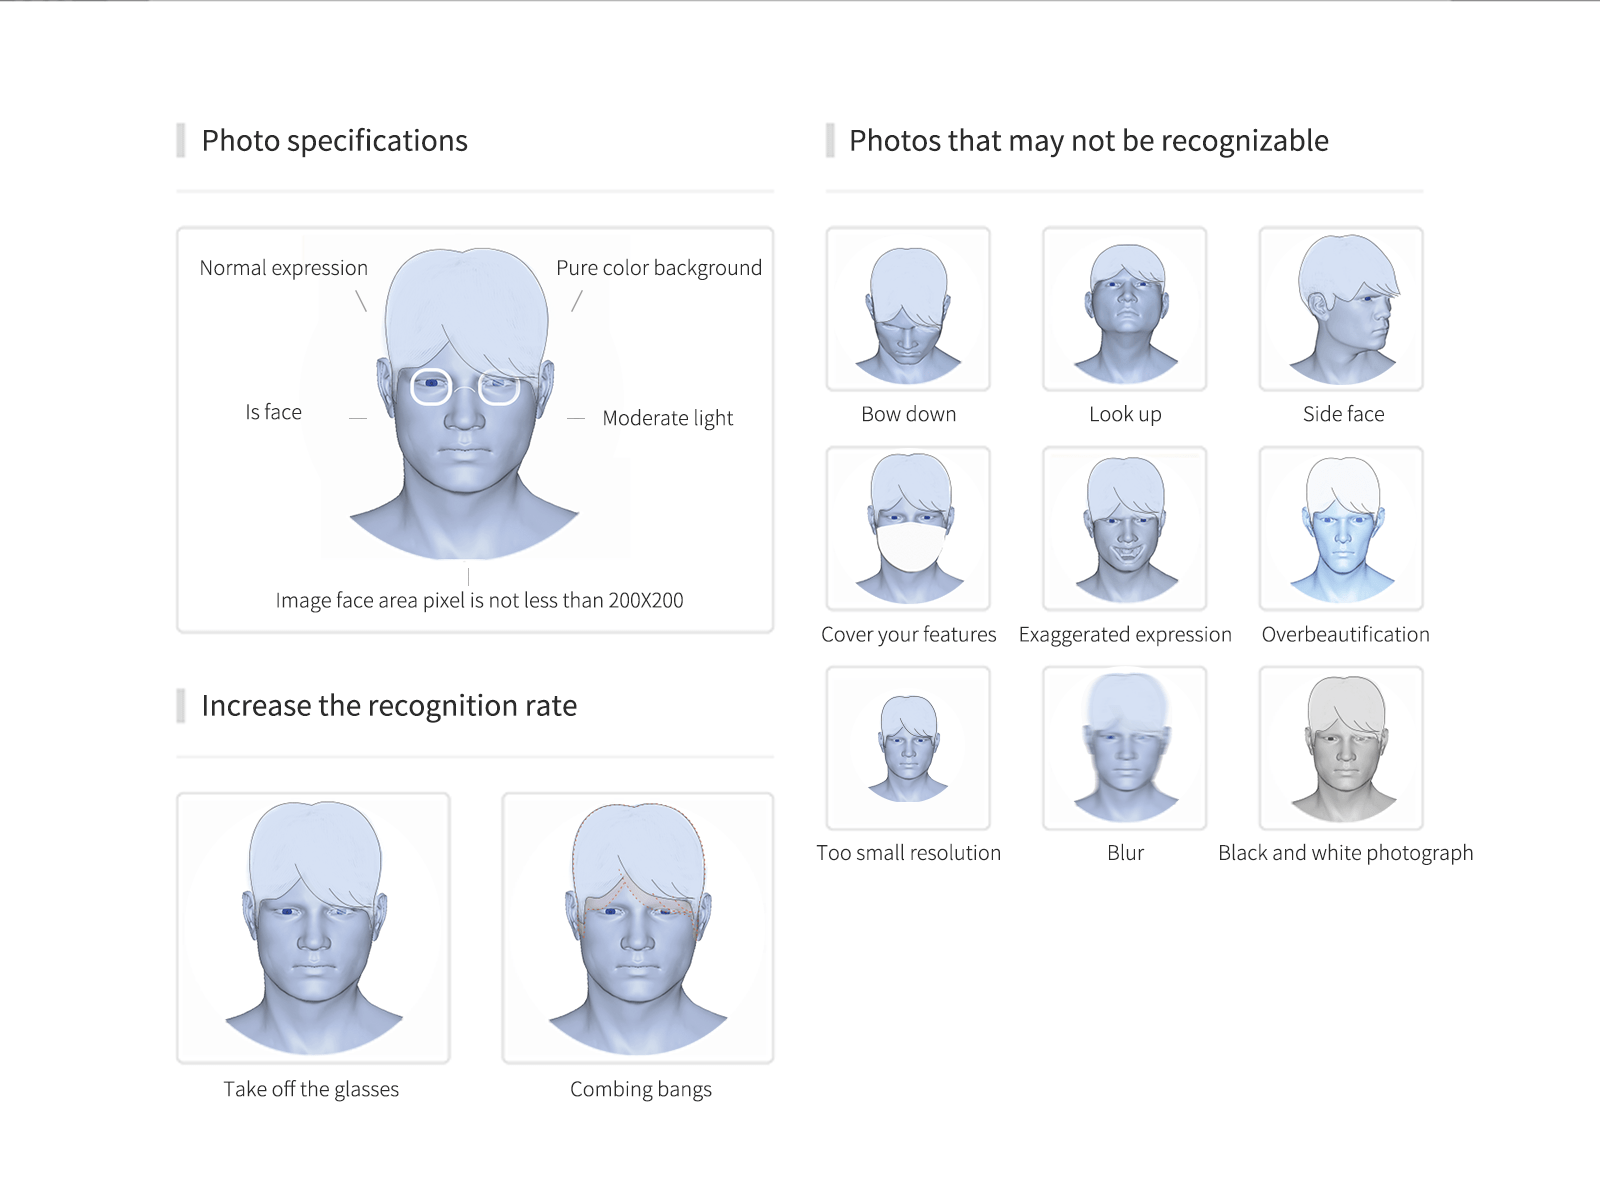 Photo specifications
Normal expression
Pure color background
Is face
Moderate light
Image face area pixel is not less than 200X200
Increase the recognition rate
Take off the glasses
Combing bangs
Photos that may not be recognizable
Bow down
Look up
Side face
Cover your features
Exaggerated expression
Overbeautification
Too small resolution
Blur
Black and white photograph